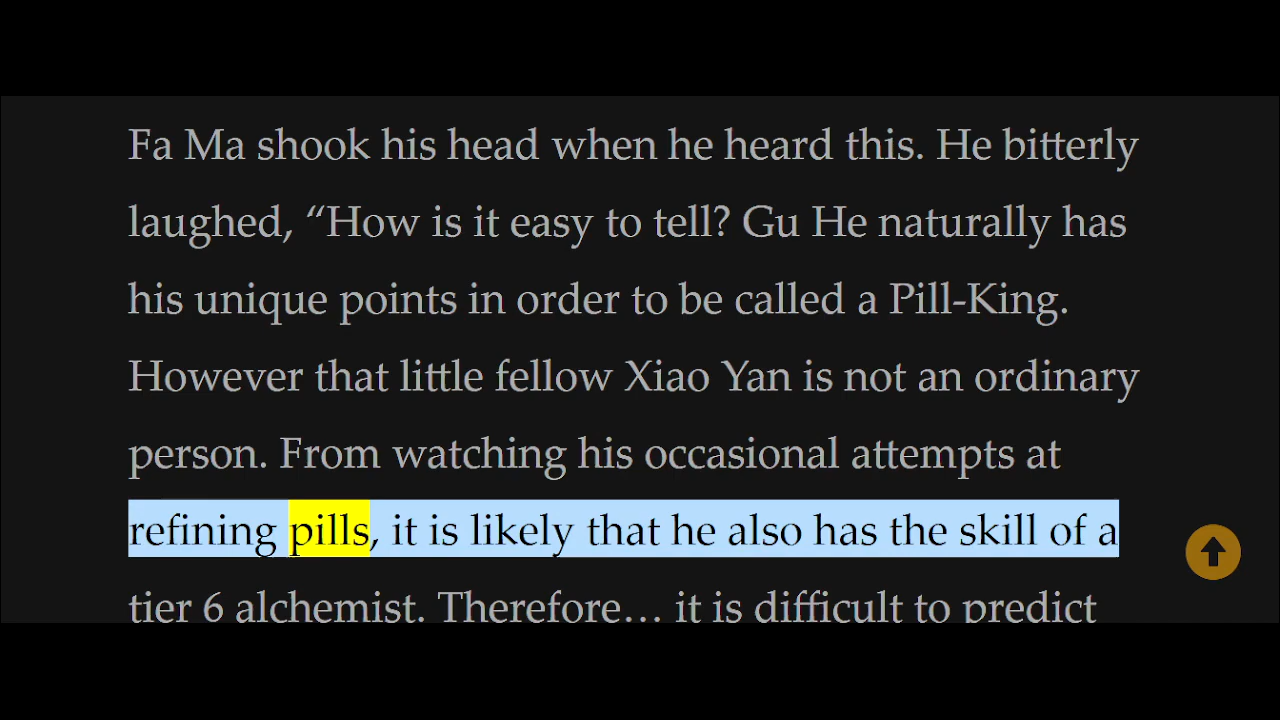 Fa Ma shook his head when he heard this. He bitterly
laughed, “How is it easy to tell? Gu He naturally has
his unique points in order to be called a Pill-King.
However that little fellow Xiao Yan is not an ordinary
person. From watching his occasional attempts at
refining pills, it is likely that he also has the skill of a
tier 6 alchemist. Therefore… it is difficult to predict